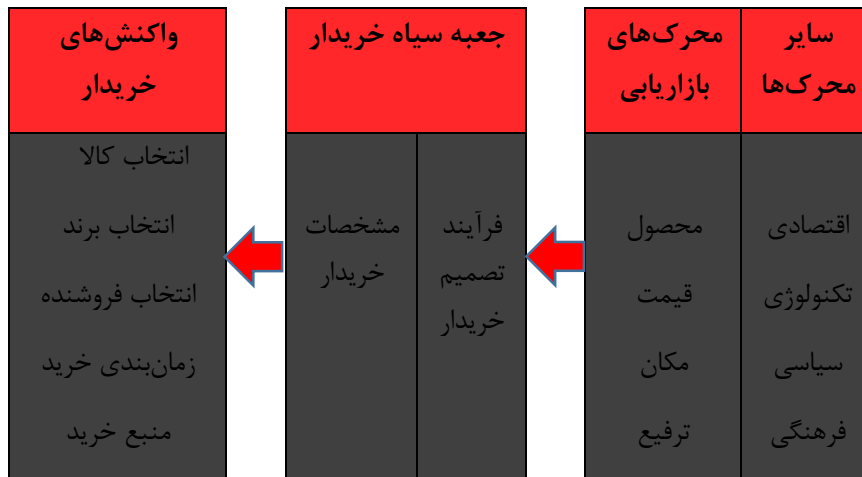 سایر
محرک‌ها
اقتصادی
تکنولوژی
سیاسی
فرهنگی
محرک‌های
بازاریابی
محصول
قیمت
مکان
ترفیع
جعبه سیاه خریدار
فرآیند
تصمیم
خریدار
مشخصات
خریدار
واکنش‌های
خریدار
انتخاب کالا
انتخاب برند
انتخاب فروشنده
زمان‌بندی خرید
منبع خرید